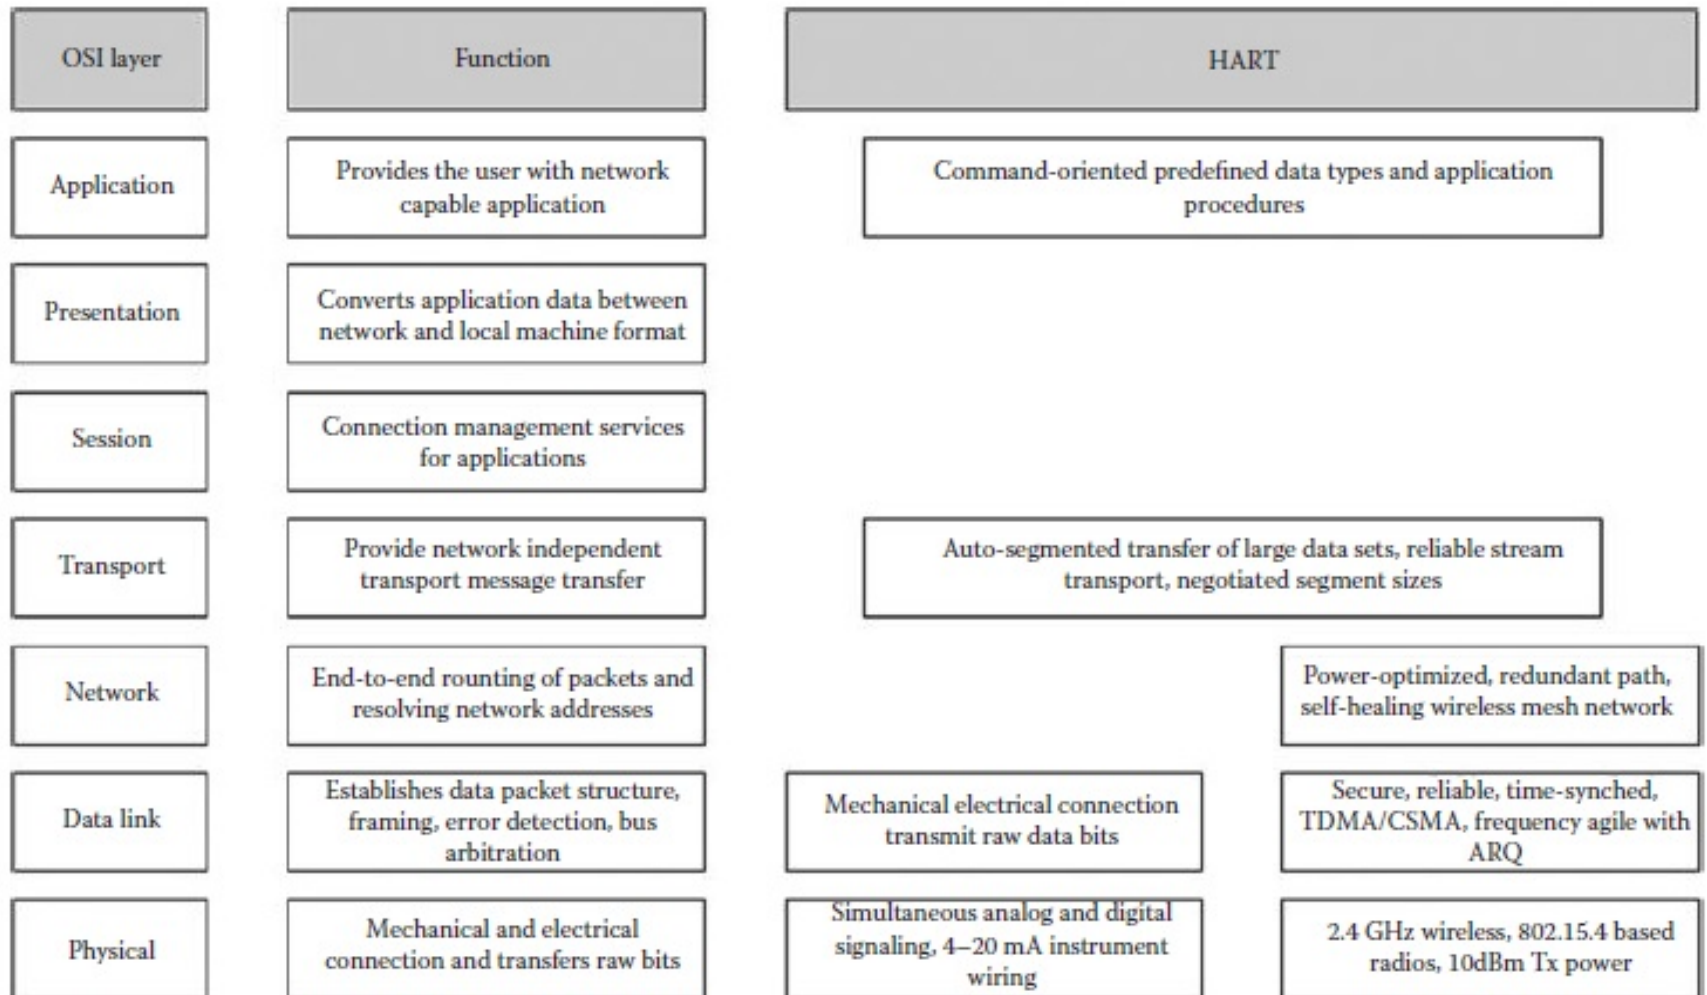 OSI layer
Function
HART
Application
Provides the user with network
capable application
Command-oriented predefined data types and application
procedures
Presentation
Converts application data between
network and local machine format
Session
Connection management services
for applications
Transport
Provide network independent
transport message transfer
Auto-segmented transfer of large data sets, reliable stream
transport, negotiated segment sizes
Network
End-to-end rounting of packets and
resolving network addresses
Power-optimized, redundant path,
self-healing wireless mesh network
Data link
Establishes data packet structure,
framing, error detection, bus
arbitration
Mechanical electrical connection
transmit raw data bits
Secure, reliable, time-synched,
TDMA/CSMA, frequency agile with
ARQ
Physical
Mechanical and electrical
connection and transfers raw bits
Simultaneous analog and digital
signaling, 4–20 mA instrument
wiring
2.4 GHz wireless, 802.15.4 based
radios, 10dBm Tx power